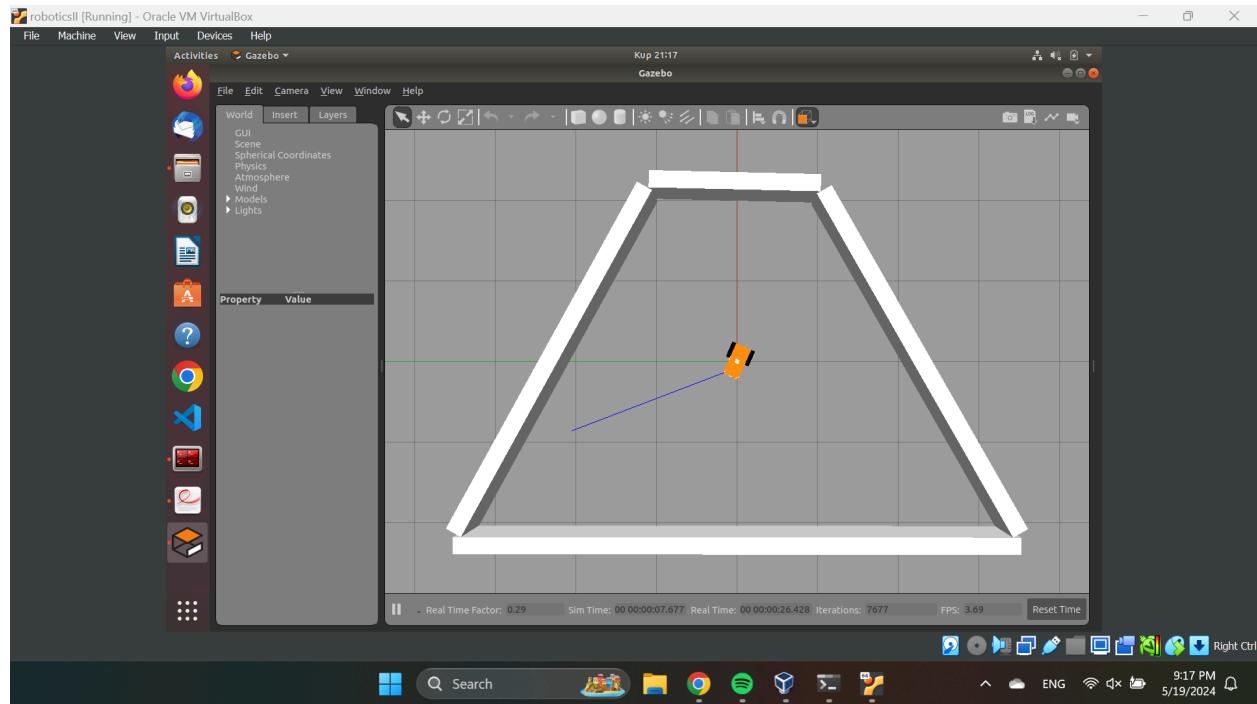 roboticsII [Running] - Oracle VM VirtualBox
File Machine View Input Devices Help
Activities Gazebo Kup 21:17
Gazebo
File Edit Camera View Window Help
World Insert Layers
GUI
Scene
Spherical Coordinates
Physics
Atmosphere
Wind
Models
Lights
Property Value
Real Time Factor: 0.29 Sim Time: 00 00:00:07.677 Real Time: 00 00:00:26.428 Iterations: 7677 FPS: 3.69 Reset Time
Right Ctrl
Search
ENG
9:17 PM
5/19/2024